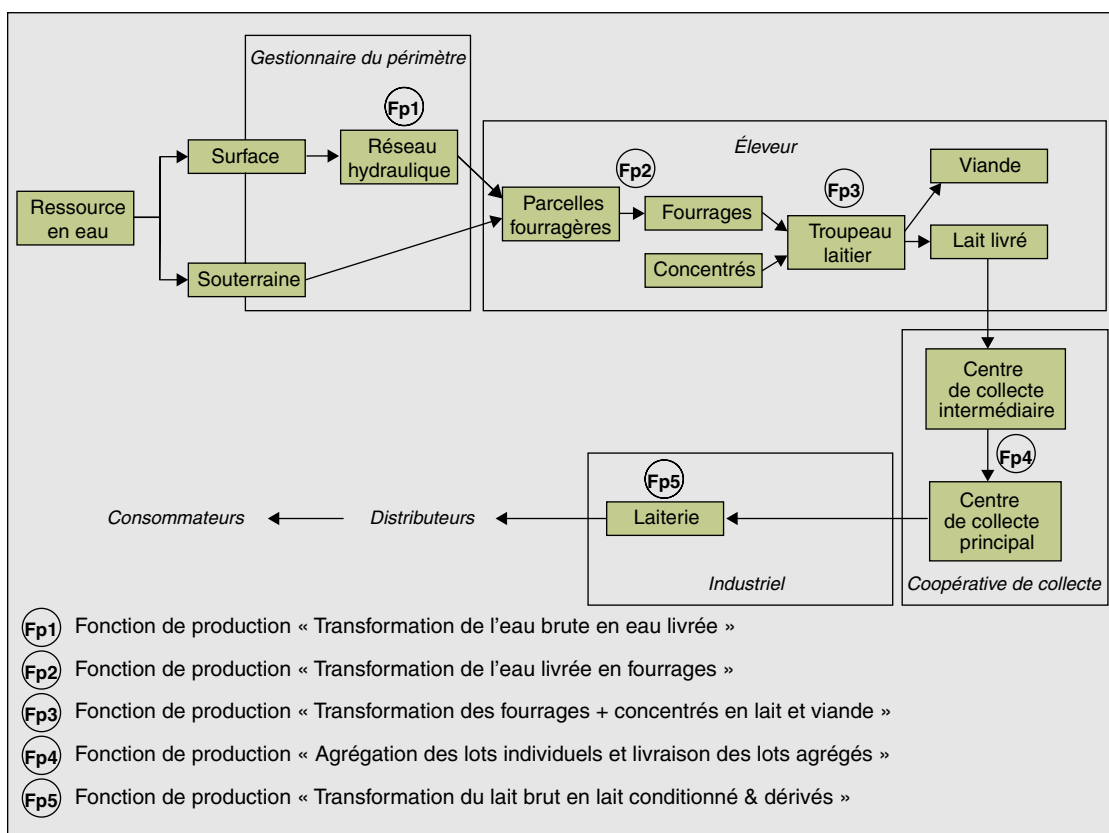 Gestionnaire du périmètre
Fp1
Surface
Réseau
hydraulique
Ressource
en eau
Souterraine
Éleveur
Fp2
Fp3
Viande
Parcelles
fourragères
Fourrages
Troupeau
laitier
Lait livré
Concentrés
Centre
de collecte
intermédiaire
Fp4
Fp5
Consommateurs
Distributeurs
Laiterie
Centre
de collecte
principal
Industriel
Coopérative de collecte
Fp1 Fonction de production « Transformation de l'eau brute en eau livrée »
Fp2 Fonction de production « Transformation de l'eau livrée en fourrages »
Fp3 Fonction de production « Transformation des fourrages + concentrés en lait et viande »
Fp4 Fonction de production « Agrégation des lots individuels et livraison des lots agrégés »
Fp5 Fonction de production « Transformation du lait brut en lait conditionné & dérivés »